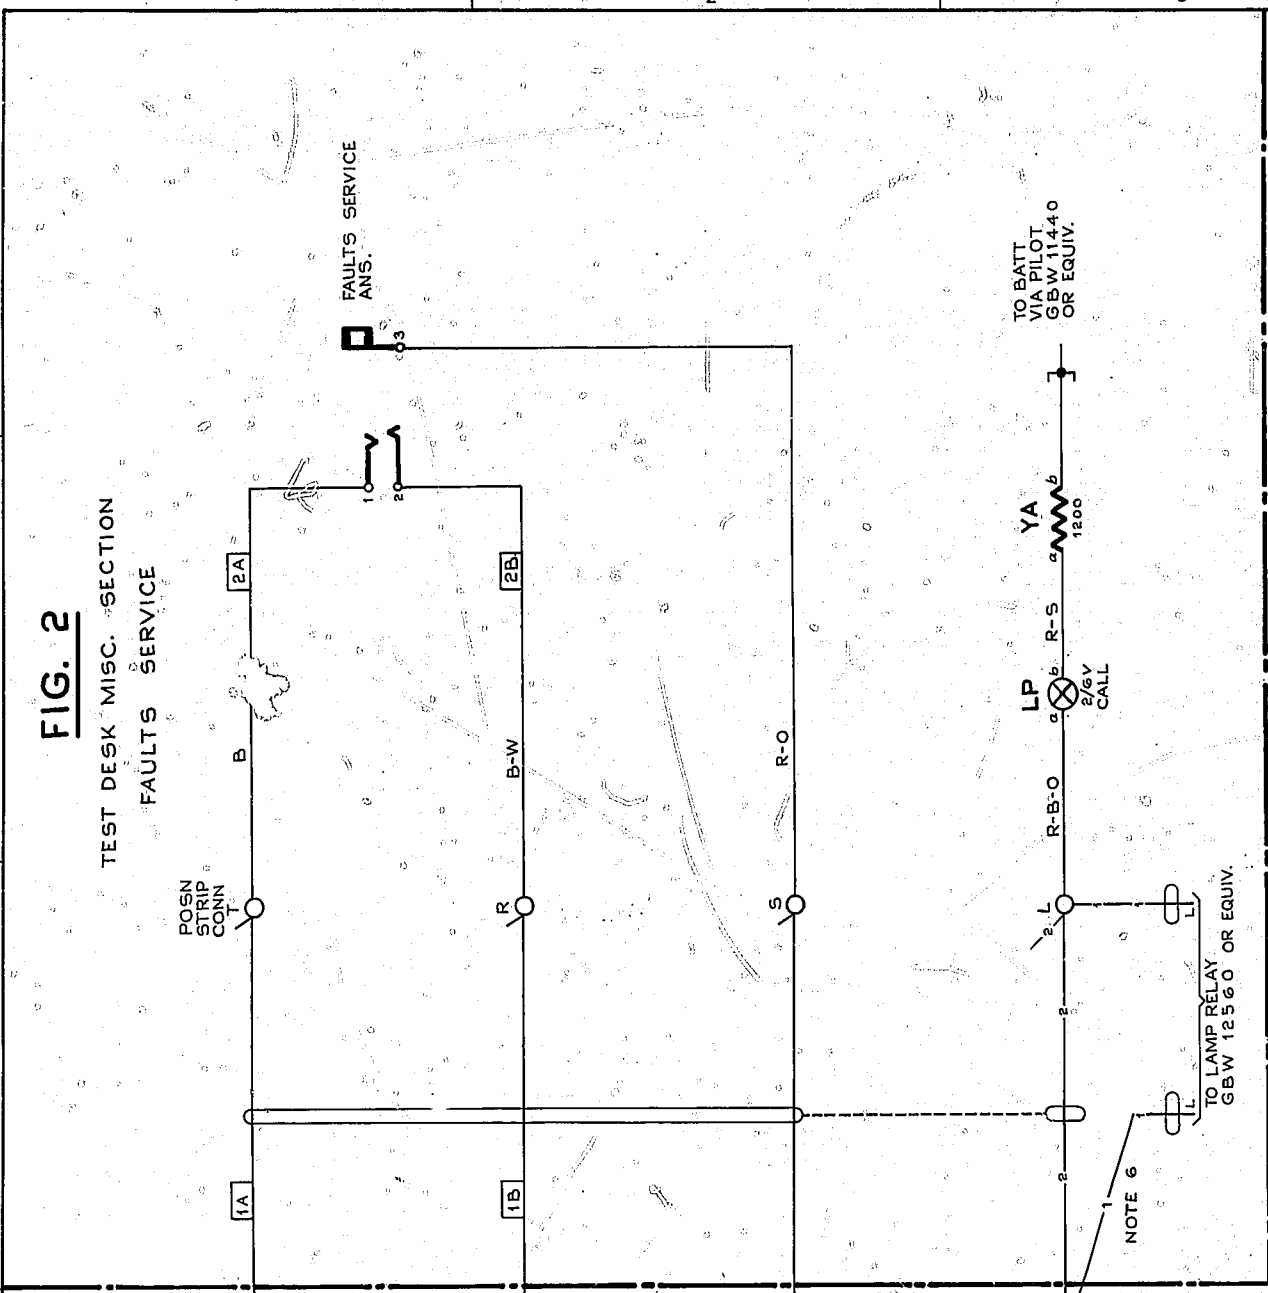 FIG. 2
TEST DESK MISC. SECTION
FAULTS SERVICE
POSN
STRIP
CONN
T
1A
B
2A
1
2
FAULTS SERVICE
ANS.
3
1B
R
B-W
2B
S
R-O
2
2
2
L
R-B-O
LP
a
b
2/6V
CALL
R-S
YA
a
b
1200
TO BATT
VIA PILOT
GBW 11440
OR EQUIV.
1
NOTE 6
L
L
TO LAMP RELAY
GBW 12560 OR EQUIV.